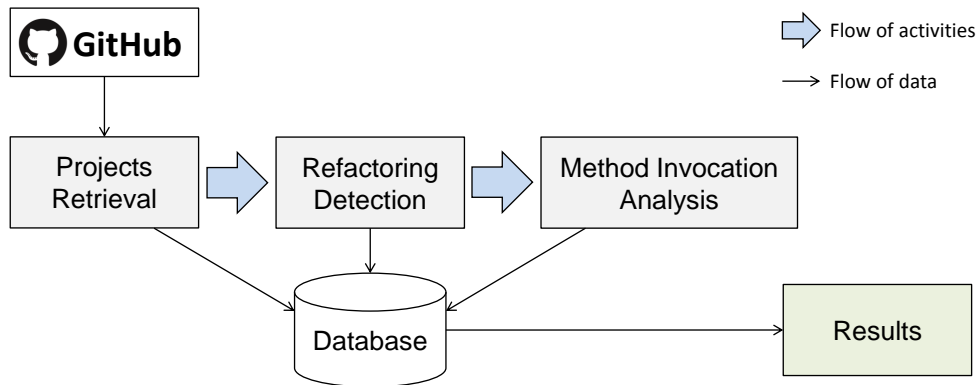 GitHub
Flow of activities
Flow of data
Projects
Retrieval
Refactoring
Detection
Method Invocation
Analysis
Database
Results